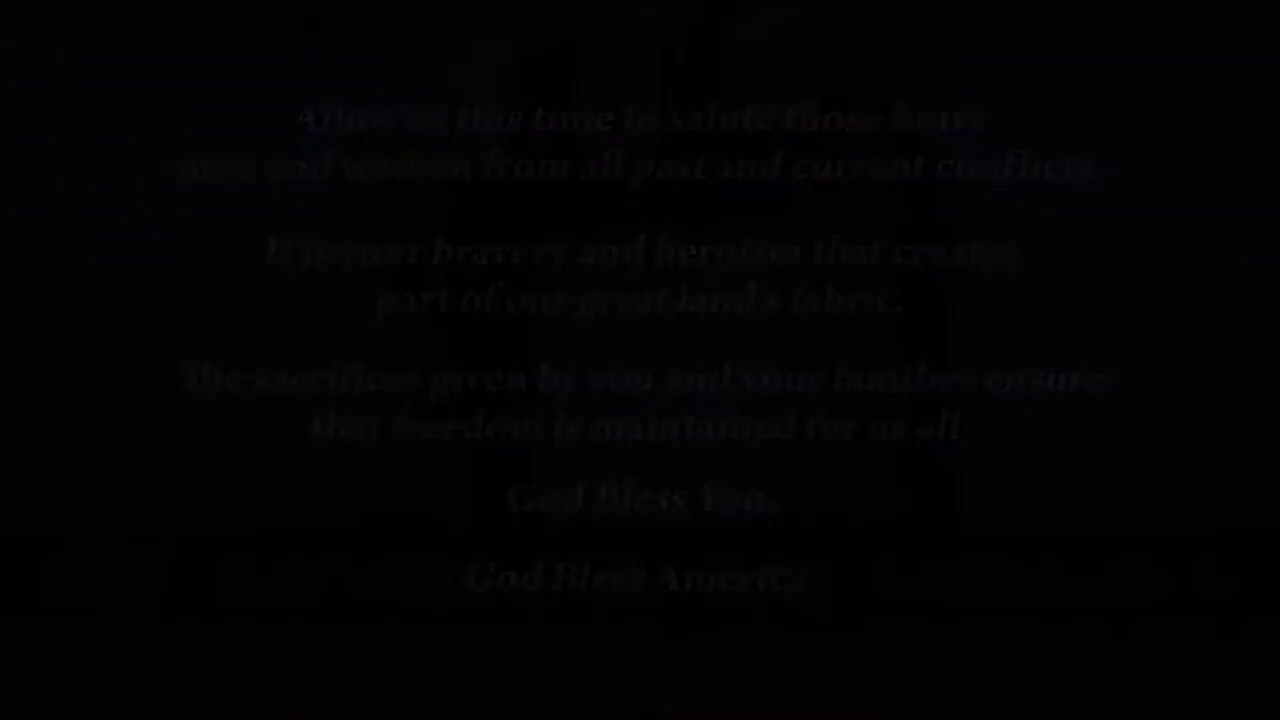 Allow us this time to salute those brave
men and women from all past and current conflicts.
It is your bravery and heroism that creates
part of our great land's fabric.
The sacrifices given by you and your families ensure
that freedom is maintained for us all
God Bless You,
God Bless America